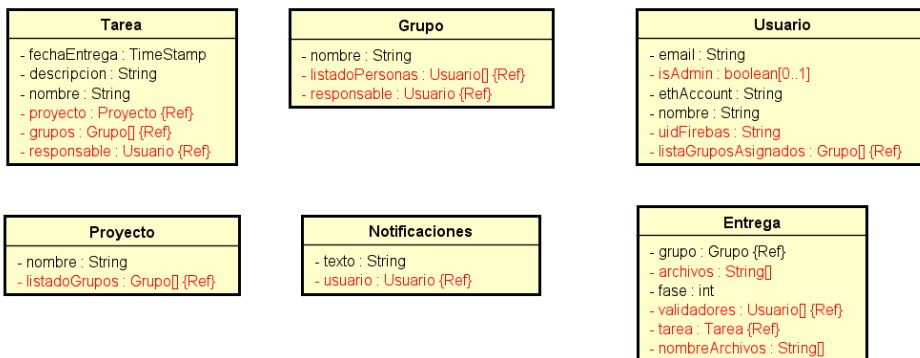 Tarea
- fechaEntrega : TimeStamp
- descripcion : String
- nombre : String
- proyecto : Proyecto {Ref}
- grupos : Grupo[] {Ref}
- responsable : Usuario {Ref}
Grupo
- nombre : String
- listadoPersonas : Usuario[] {Ref}
- responsable : Usuario {Ref}
Usuario
- email : String
- isAdmin : boolean[0..1]
- ethAccount : String
- nombre : String
- uidFirebas : String
- listaGruposAsignados : Grupo[] {Ref}
Proyecto
- nombre : String
- listadoGrupos : Grupo[] {Ref}
Notificaciones
- texto : String
- usuario : Usuario {Ref}
Entrega
- grupo : Grupo {Ref}
- archivos : String[]
- fase : int
- validadores : Usuario[] {Ref}
- tarea : Tarea {Ref}
- nombreArchivos : String[]